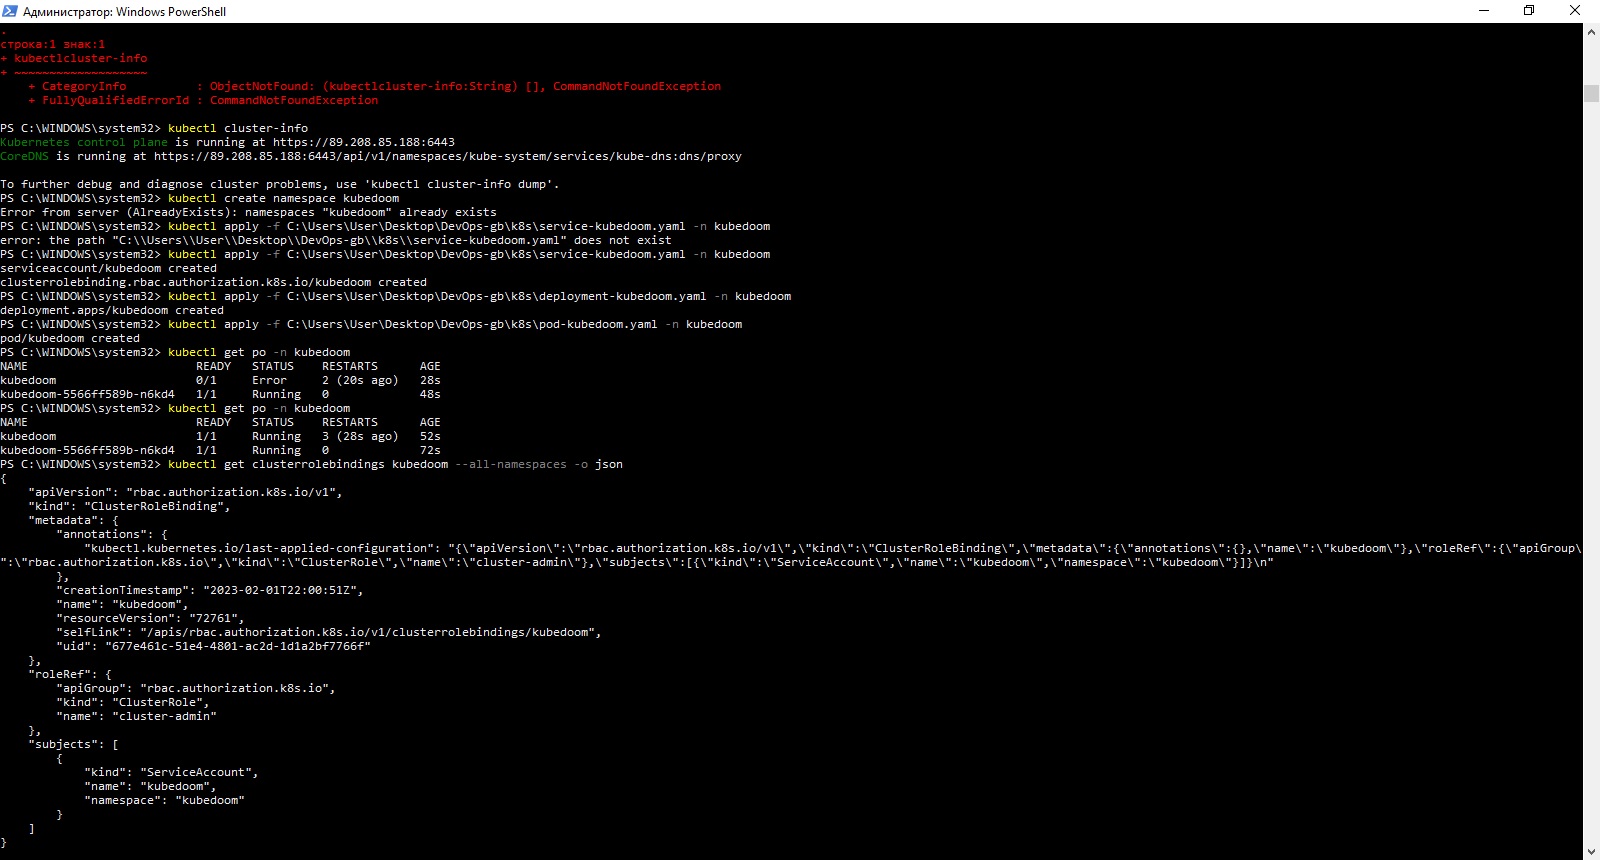 Администратор: Windows PowerShell
.
строка:1 знак:1
+ kubectlcluster-info
+ ~~~~~~~~~~~~~~~~~~~
    + CategoryInfo          : ObjectNotFound: (kubectlcluster-info:String) [], CommandNotFoundException
    + FullyQualifiedErrorId : CommandNotFoundException
PS C:\WINDOWS\system32> kubectl cluster-info
Kubernetes control plane is running at https://89.208.85.188:6443
CoreDNS is running at https://89.208.85.188:6443/api/v1/namespaces/kube-system/services/kube-dns:dns/proxy
To further debug and diagnose cluster problems, use 'kubectl cluster-info dump'.
PS C:\WINDOWS\system32> kubectl create namespace kubedoom
Error from server (AlreadyExists): namespaces "kubedoom" already exists
PS C:\WINDOWS\system32> kubectl apply -f C:\Users\User\Desktop\DevOps-gb\k8s\service-kubedoom.yaml -n kubedoom
error: the path "C:\\Users\\User\\Desktop\\DevOps-gb\\k8s\\service-kubedoom.yaml" does not exist
PS C:\WINDOWS\system32> kubectl apply -f C:\Users\User\Desktop\DevOps-gb\k8s\service-kubedoom.yaml -n kubedoom
serviceaccount/kubedoom created
clusterrolebinding.rbac.authorization.k8s.io/kubedoom created
PS C:\WINDOWS\system32> kubectl apply -f C:\Users\User\Desktop\DevOps-gb\k8s\deployment-kubedoom.yaml -n kubedoom
deployment.apps/kubedoom created
PS C:\WINDOWS\system32> kubectl apply -f C:\Users\User\Desktop\DevOps-gb\k8s\pod-kubedoom.yaml -n kubedoom
pod/kubedoom created
PS C:\WINDOWS\system32> kubectl get po -n kubedoom
NAME                        READY   STATUS    RESTARTS      AGE
kubedoom                    0/1     Error     2 (20s ago)   28s
kubedoom-5566ff589b-n6kd4   1/1     Running   0             48s
PS C:\WINDOWS\system32> kubectl get po -n kubedoom
NAME                        READY   STATUS    RESTARTS      AGE
kubedoom                    1/1     Running   3 (28s ago)   52s
kubedoom-5566ff589b-n6kd4   1/1     Running   0             72s
PS C:\WINDOWS\system32> kubectl get clusterrolebindings kubedoom --all-namespaces -o json
{
    "apiVersion": "rbac.authorization.k8s.io/v1",
    "kind": "ClusterRoleBinding",
    "metadata": {
        "annotations": {
            "kubectl.kubernetes.io/last-applied-configuration": "{\"apiVersion\":\"rbac.authorization.k8s.io/v1\",\"kind\":\"ClusterRoleBinding\",\"metadata\":{\"annotations\":{},\"name\":\"kubedoom\"},\"roleRef\":{\"apiGroup\
":\"rbac.authorization.k8s.io\",\"kind\":\"ClusterRole\",\"name\":\"cluster-admin\"},\"subjects\":[{\"kind\":\"ServiceAccount\",\"name\":\"kubedoom\",\"namespace\":\"kubedoom\"}]}\n"
        },
        "creationTimestamp": "2023-02-01T22:00:51Z",
        "name": "kubedoom",
        "resourceVersion": "72761",
        "selfLink": "/apis/rbac.authorization.k8s.io/v1/clusterrolebindings/kubedoom",
        "uid": "677e461c-51e4-4801-ac2d-1d1a2bf7766f"
    },
    "roleRef": {
        "apiGroup": "rbac.authorization.k8s.io",
        "kind": "ClusterRole",
        "name": "cluster-admin"
    },
    "subjects": [
        {
            "kind": "ServiceAccount",
            "name": "kubedoom",
            "namespace": "kubedoom"
        }
    ]
}